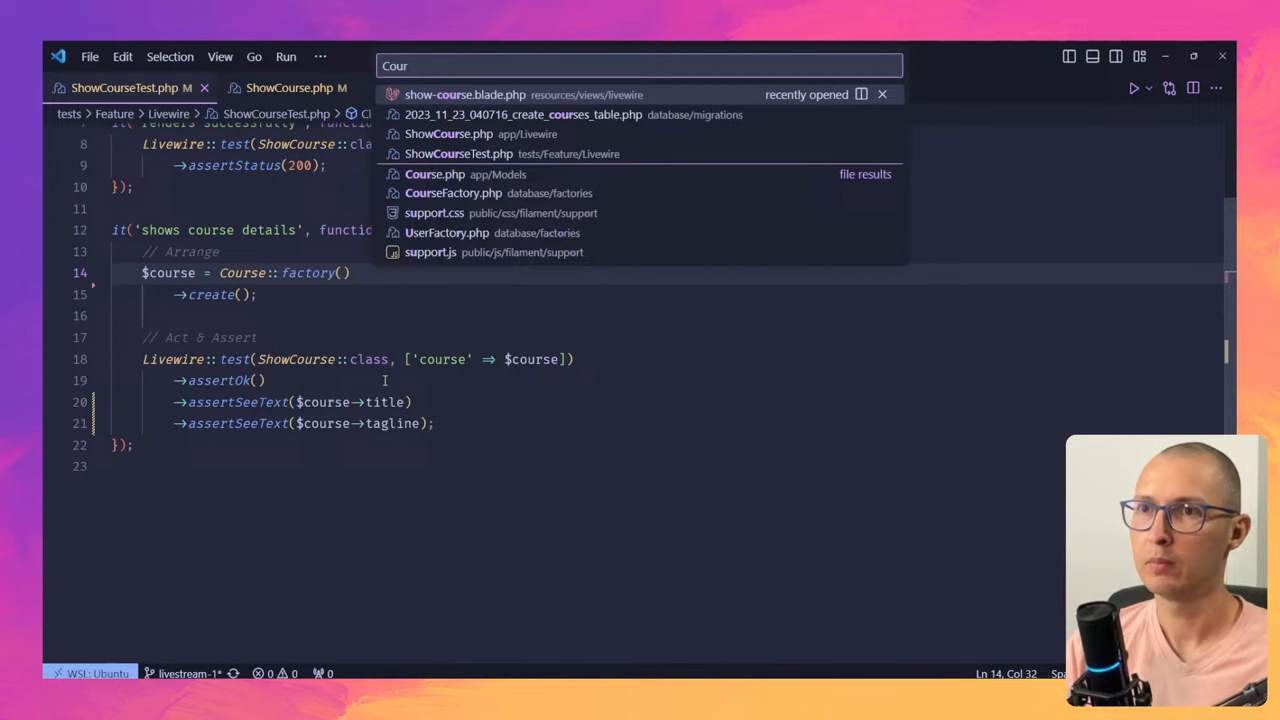 File Edit Selection View Go Run ···
Cour
ShowCourseTest.php M
ShowCourse.php M
show-course.blade.php resources/views/livewire recently opened
2023_11_23_040716_create_courses_table.php database/migrations
ShowCourse.php app/Livewire
ShowCourseTest.php tests/Feature/Livewire
Course.php app/Models file results
CourseFactory.php database/factories
support.css public/css/filament/support
UserFactory.php database/factories
support.js public/js/filament/support
tests > Feature > Livewire > ShowCourseTest.php >
it('renders successfully', function
8 Livewire::test(ShowCourse::clas
9 →assertStatus(200);
10 });
11
12 it('shows course details', functio
13 // Arrange
14 $course = Course::factory()
15 →create();
16
17 // Act & Assert
18 Livewire::test(ShowCourse::class, ['course' ⇒ $course])
19 →assertOk()
20 →assertSeeText($course→title)
21 →assertSeeText($course→tagline);
22 });
23
WSL: Ubuntu livestream-1* 0 0 0 Ln 14, Col 32